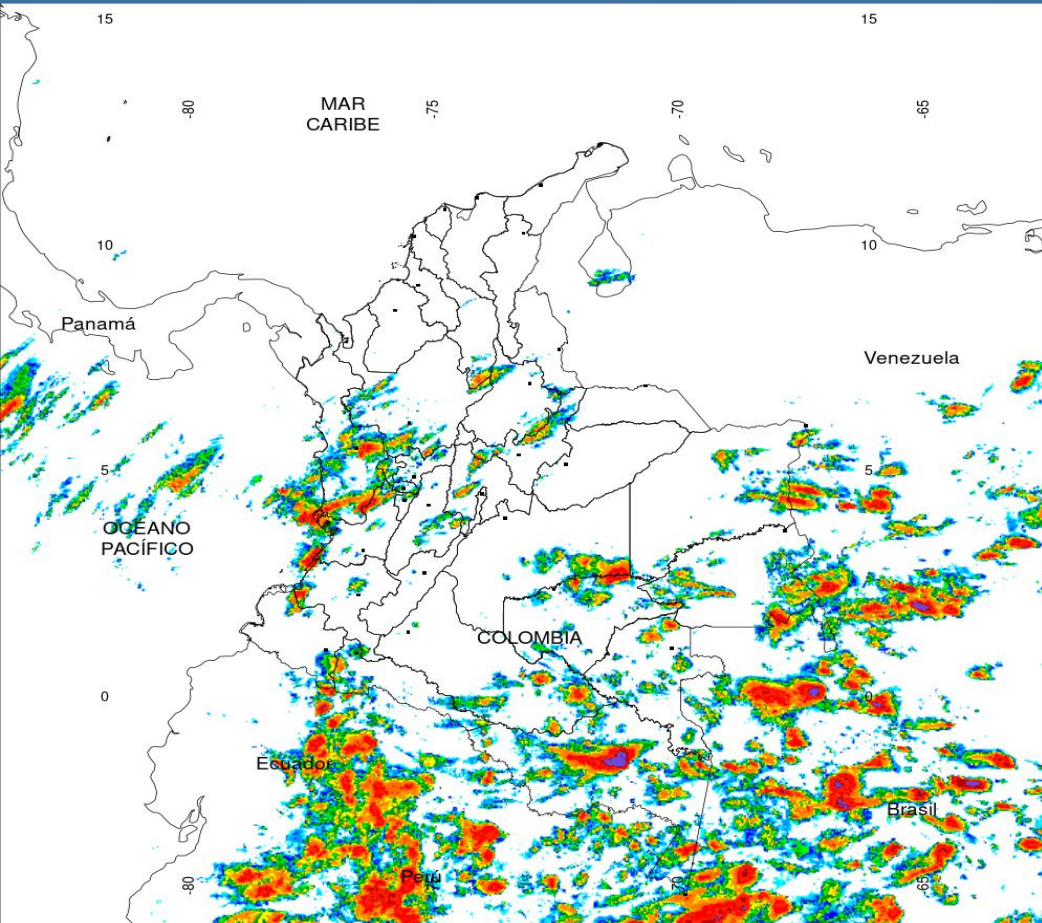 15
15
-80
MAR
CARIBE
-75
-70
-65
10
10
Panamá
Venezuela
5
5
OCEANO
PACÍFICO
COLOMBIA
0
0
Ecuador
Brasil
Perú
-80
-70
-65